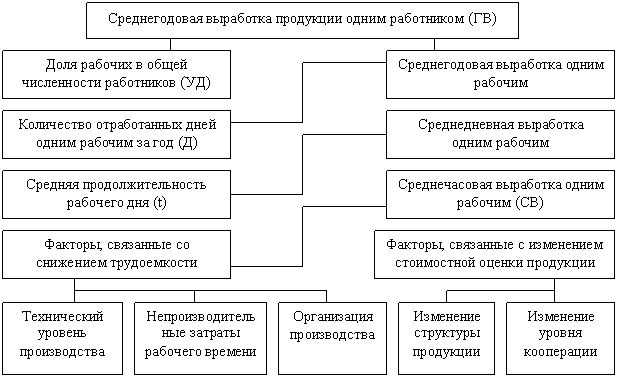 Среднегодовая выработка продукции одним работником (ГВ)
Доля рабочих в общей
численности работников (УД)
Среднегодовая выработка одним
рабочим
Количество отработанных дней
одним рабочим за год (Д)
Среднедневная выработка
одним рабочим
Средняя продолжительность
рабочего дня (t)
Среднечасовая выработка одним
рабочим (СВ)
Факторы, связанные со
снижением трудоемкости
Факторы, связанные с изменением
стоимостной оценки продукции
Технический
уровень
производства
Непроизводитель
ные затраты
рабочего времени
Организация
производства
Изменение
структуры
продукции
Изменение
уровня
кооперации